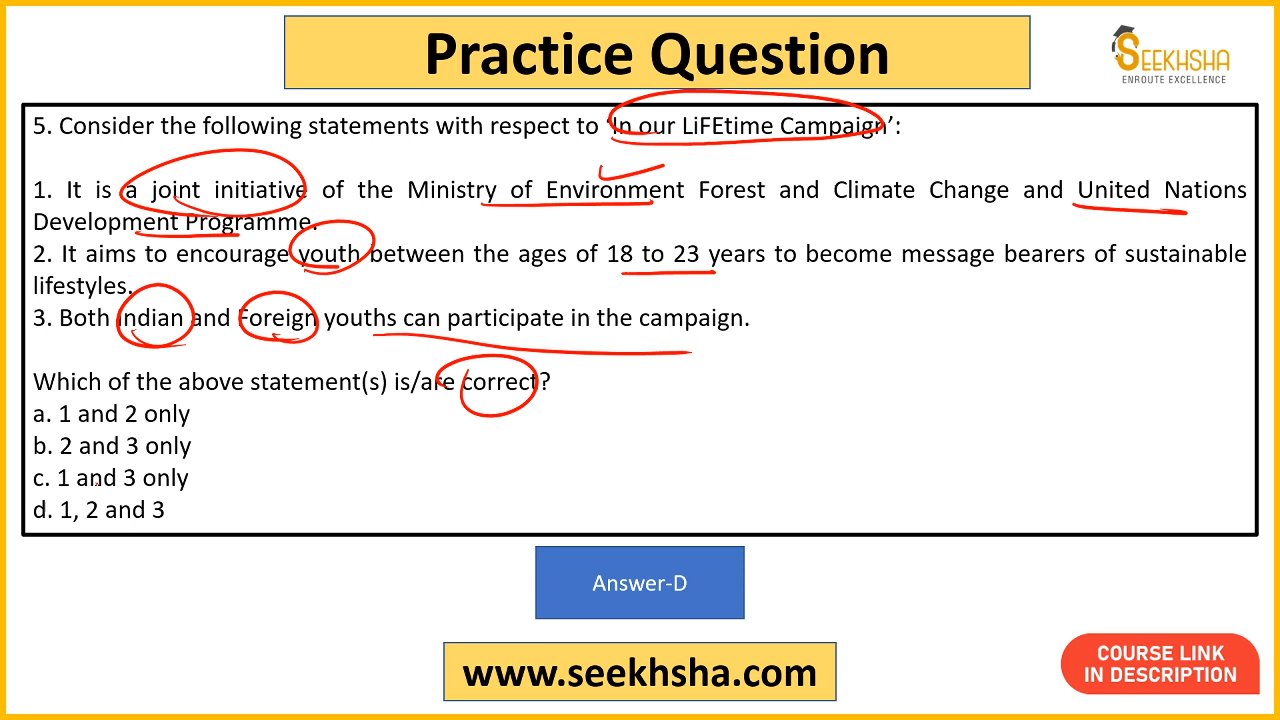 Practice Question
SEEKHSHA
ENROUTE EXCELLENCE
5. Consider the following statements with respect to ‘In our LiFEtime Campaign’:
1. It is a joint initiative of the Ministry of Environment Forest and Climate Change and United Nations
Development Programme.
2. It aims to encourage youth between the ages of 18 to 23 years to become message bearers of sustainable
lifestyles.
3. Both Indian and Foreign youths can participate in the campaign.
Which of the above statement(s) is/are correct?
a. 1 and 2 only
b. 2 and 3 only
c. 1 and 3 only
d. 1, 2 and 3
Answer-D
www.seekhsha.com
COURSE LINK
IN DESCRIPTION